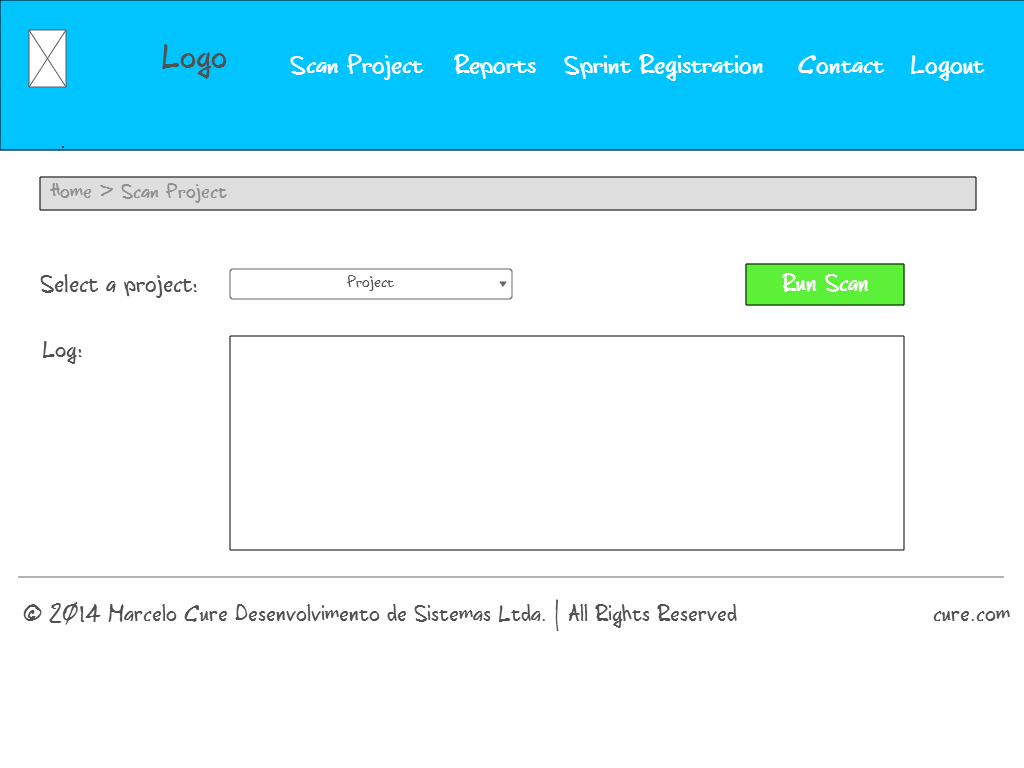 Logo
Scan Project Reports Sprint Registration Contact Logout
Home > Scan Project
Select a project: Project Run Scan
Log:
© 2014 Marcelo Cure Desenvolvimento de Sistemas Ltda. | All Rights Reserved cure.com